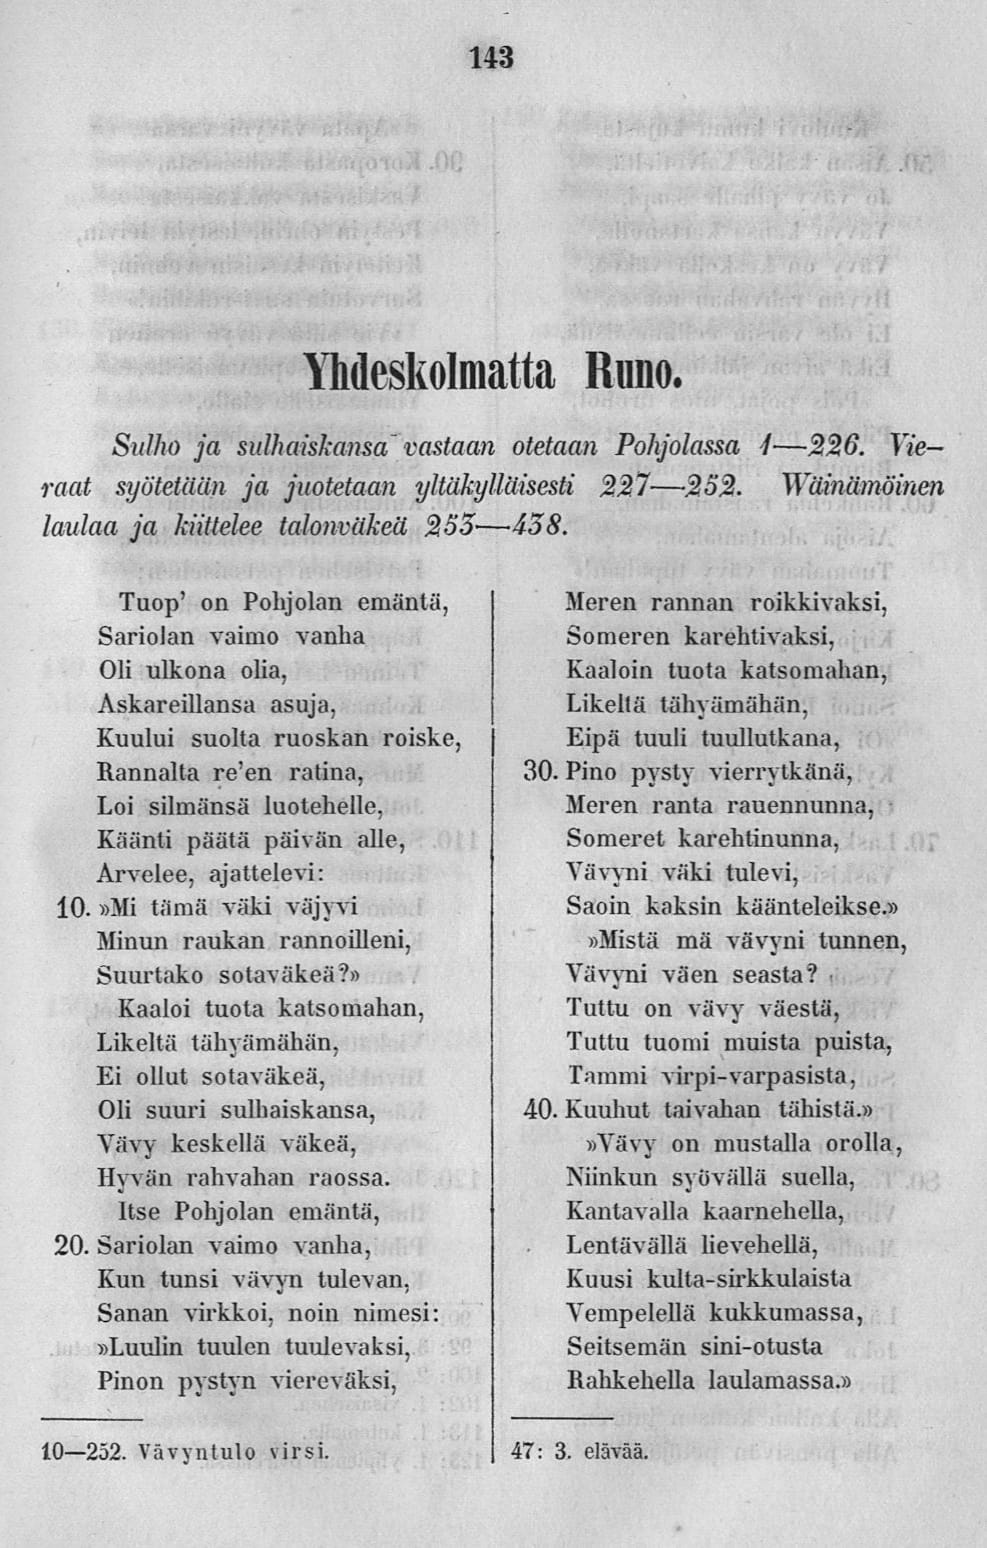 143
Yhdeskolmatta Runo.
Sulho ja sulhaiskansa vastaan otetaan Pohjolassa 1—226. Vie-
raat syötetään ja juotetaan yltäkylläisesti 227—252. Wäinämöinen
laulaa ja kiittelee talonväkeä 253—438.
Tuop' on Pohjolan emäntä,
Sariolan vaimo vanha
Oli ulkona olia,
Askareillansa asuja,
Kuului suolta ruoskan roiske,
Rannalta re'en ratina,
Loi silmänsä luotehelle,
Käänti päätä päivän alle,
Arvelee, ajattelevi:
10. »Mi tämä väki väjyvi
Minun raukan rannoilleni,
Suurtako sotaväkeä?»
Kaaloi tuota katsomahan,
Likeltä tähyämähän,
Ei ollut sotaväkeä,
Oli suuri sulhaiskansa,
Vävy keskellä väkeä,
Hyvän rahvahan raossa.
Itse Pohjolan emäntä,
20. Sariolan vaimo vanha,
Kun tunsi vävyn tulevan,
Sanan virkkoi, noin nimesi:
»Luulin tuulen tuulevaksi,
Pinon pystyn viereväksi,
10—252. Vävyntulo virsi.
Meren rannan roikkivaksi,
Someren karehtivaksi,
Kaaloin tuota katsomahan,
Likeltä tähyämähän,
Eipä tuuli tuullutkana,
30. Pino pysty vierrytkänä,
Meren ranta rauennunna,
Someret karehtinunna,
Vävyni väki tulevi,
Saoin kaksin käänteleikse.»
»Mistä mä vävyni tunnen,
Vävyni väen seasta?
Tuttu on vävy väestä,
Tuttu tuomi muista puista,
Tammi virpi-varpasista,
40. Kuuhut taivahan tähistä.»
»Vävy on mustalla orolla,
Niinkun syövällä suella,
Kantavalla kaarnehella,
Lentävällä lievehellä,
Kuusi kulta-sirkkulaista
Vempelellä kukkumassa,
Seitsemän sini-otusta
Rahkehella laulamassa.»
47: 3. elävää.